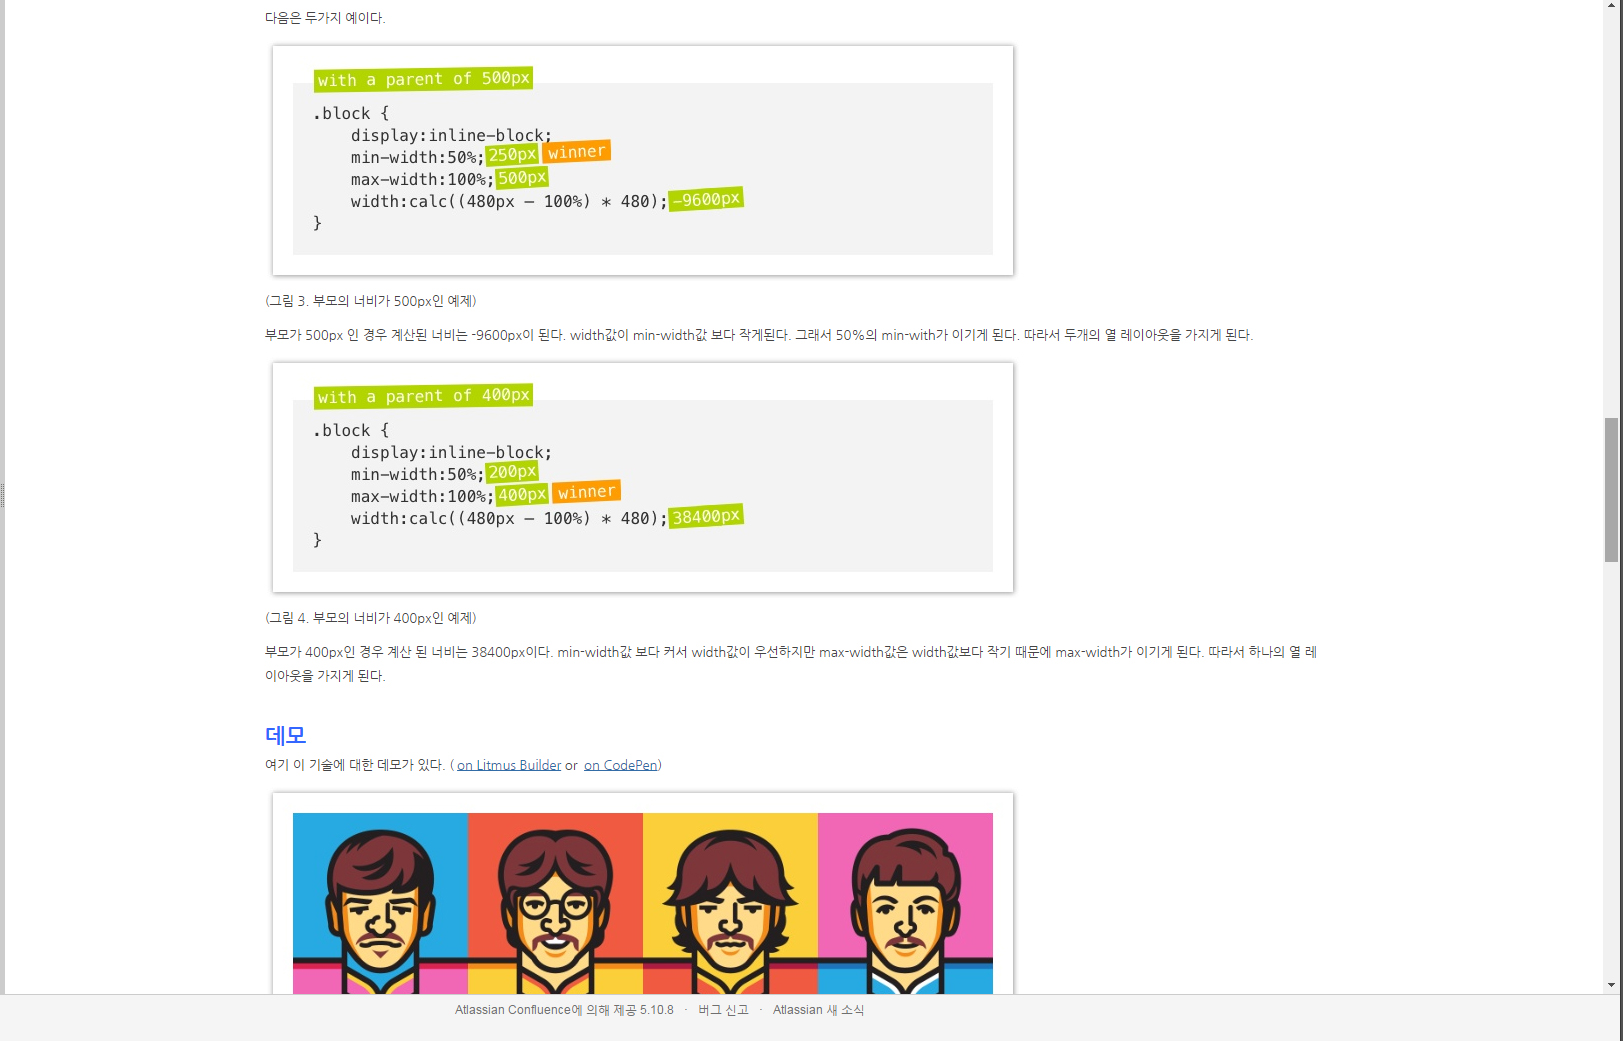 다음은 두가지 예이다.
with a parent of 500px
.block {
display:inline-block;
min-width:50%; 250px winner
max-width:100%; 500px
width:calc((480px – 100%) * 480); -9600px
}
(그림 3. 부모의 너비가 500px인 예제)
부모가 500px 인 경우 계산된 너비는 -9600px이 된다. width값이 min-width값 보다 작게된다. 그래서 50%의 min-with가 이기게 된다. 따라서 두개의 열 레이아웃을 가지게 된다.
with a parent of 400px
.block {
display:inline-block;
min-width:50%; 200px
max-width:100%; 400px winner
width:calc((480px – 100%) * 480); 38400px
}
(그림 4. 부모의 너비가 400px인 예제)
부모가 400px인 경우 계산 된 너비는 38400px이다. min-width값 보다 커서 width값이 우선하지만 max-width값은 width값보다 작기 때문에 max-width가 이기게 된다. 따라서 하나의 열 레
이아웃을 가지게 된다.
데모
여기 이 기술에 대한 데모가 있다. ( on Litmus Builder or on CodePen)
Atlassian Confluence에 의해 제공 5.10.8 · 버그 신고 · Atlassian 새 소식